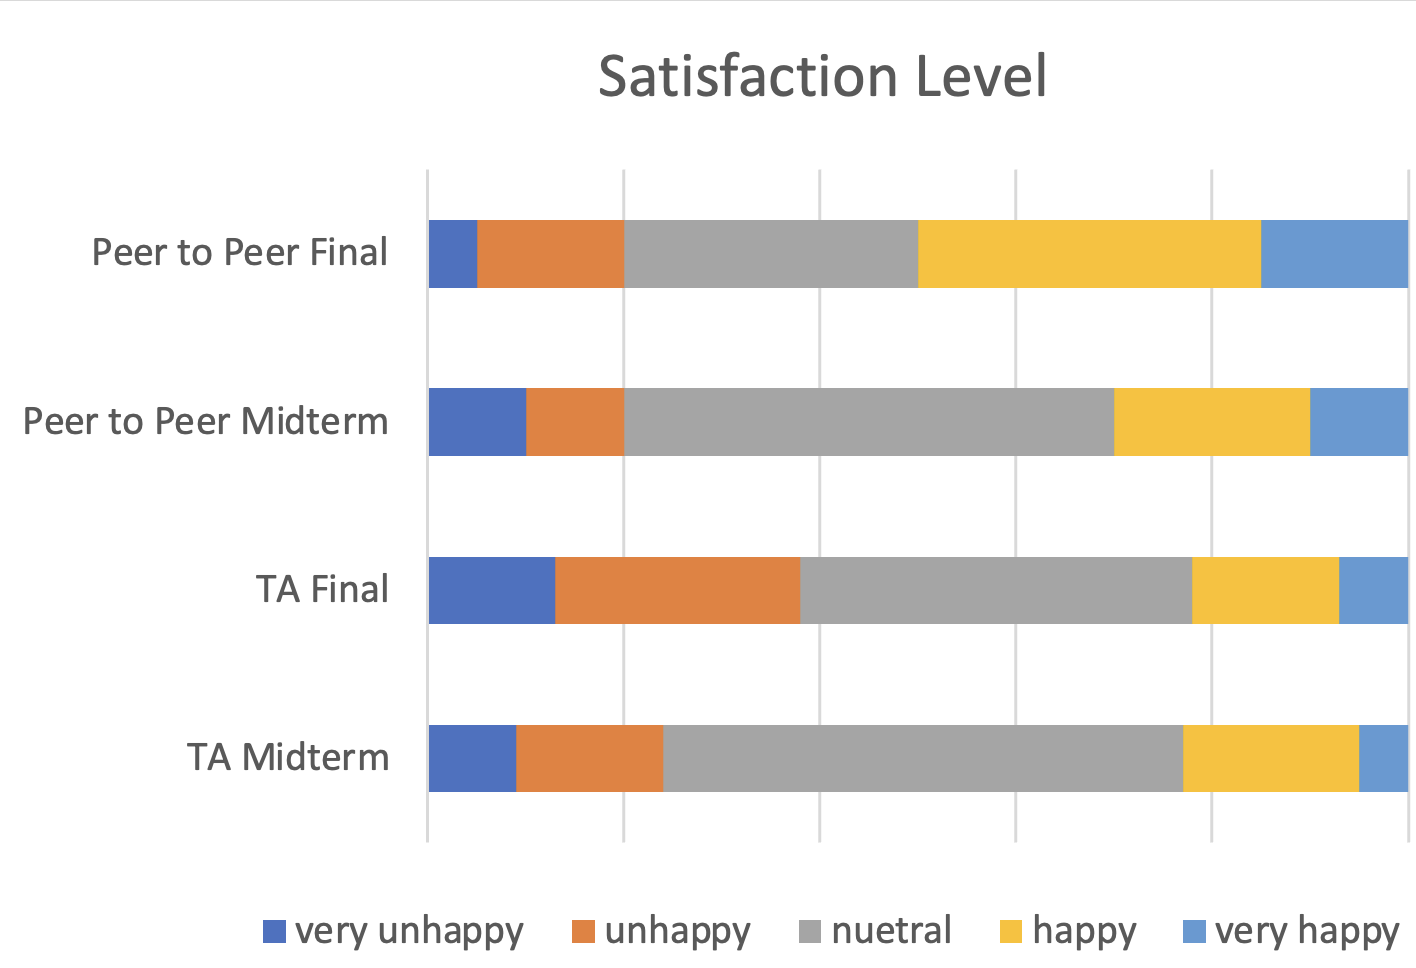 Satisfaction Level
Peer to Peer Final
Peer to Peer Midterm
TA Final
TA Midterm
very unhappy unhappy nuetral happy very happy